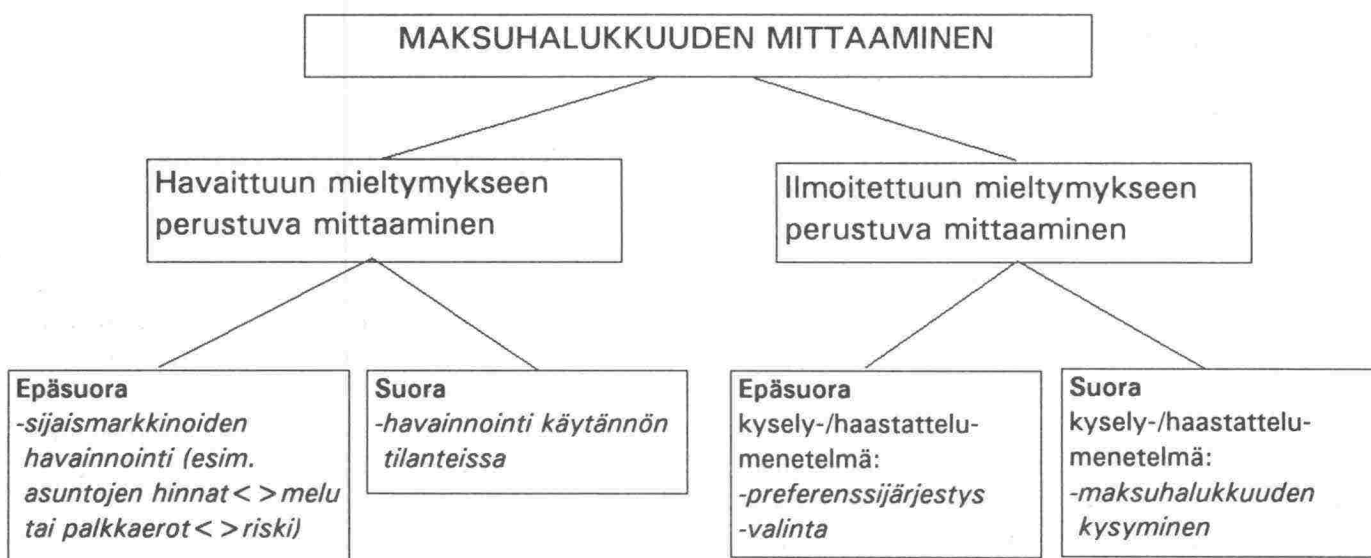 MAKSUHALUKKUUDEN MITTAAMINEN
Havaittuun mieltymykseen
perustuva mittaaminen
Ilmoitettuun mieltymykseen
perustuva mittaaminen
Epäsuora
-sijaismarkkinoiden
havainnointi (esim.
asuntojen hinnat<>melu
tai palkkaerot<>riski)
Suora
-havainnointi käytännön
tilanteissa
Epäsuora
kysely-/haastattelu-
menetelmä:
-preferenssijärjestys
-valinta
Suora
kysely-/haastattelu-
menetelmä:
-maksuhalukkuuden
kysyminen